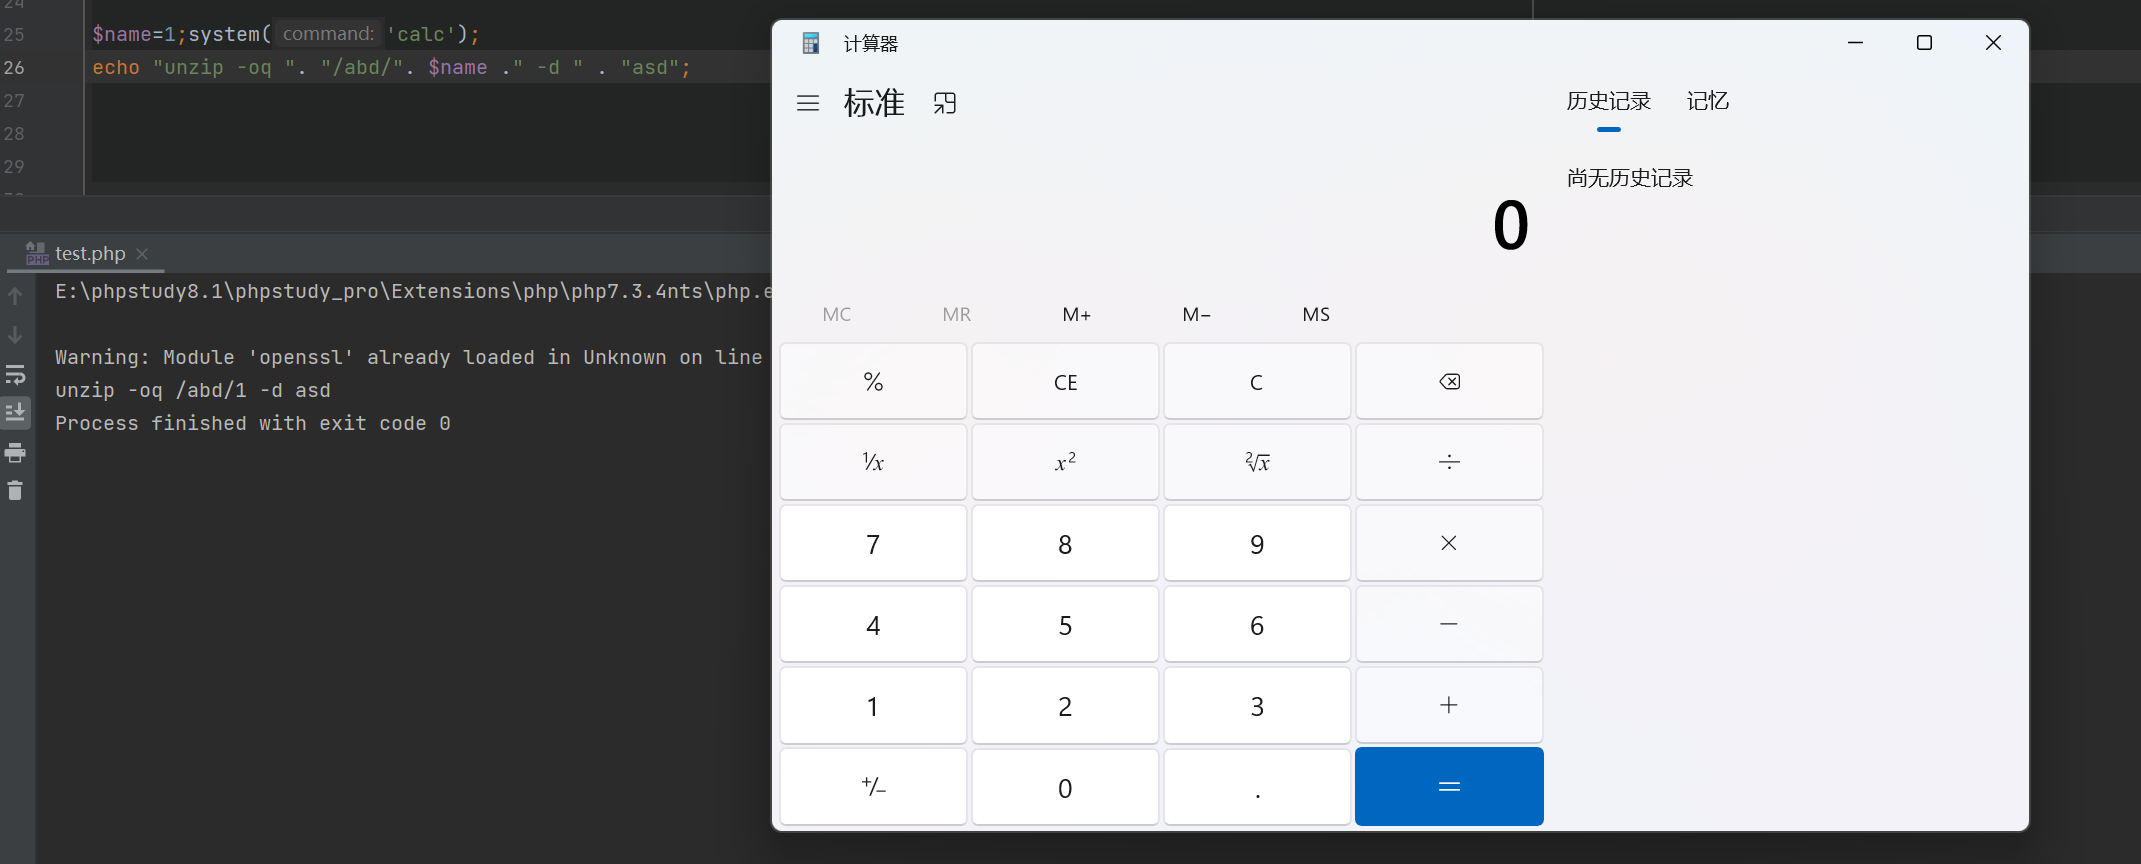 24
25 $name=1;system( command: 'calc');
26 echo "unzip -oq ". "/abd/". $name ." -d " . "asd";
27
28
29
test.php
E:\phpstudy8.1\phpstudy_pro\Extensions\php\php7.3.4nts\php.e
Warning: Module 'openssl' already loaded in Unknown on line
unzip -oq /abd/1 -d asd
Process finished with exit code 0
计算器
标准
历史记录 记忆
尚无历史记录
0
MC MR M+ M− MS
% CE C
⅟x x² ²√x ÷
7 8 9 ×
4 5 6 −
1 2 3 +
+/− 0 . =